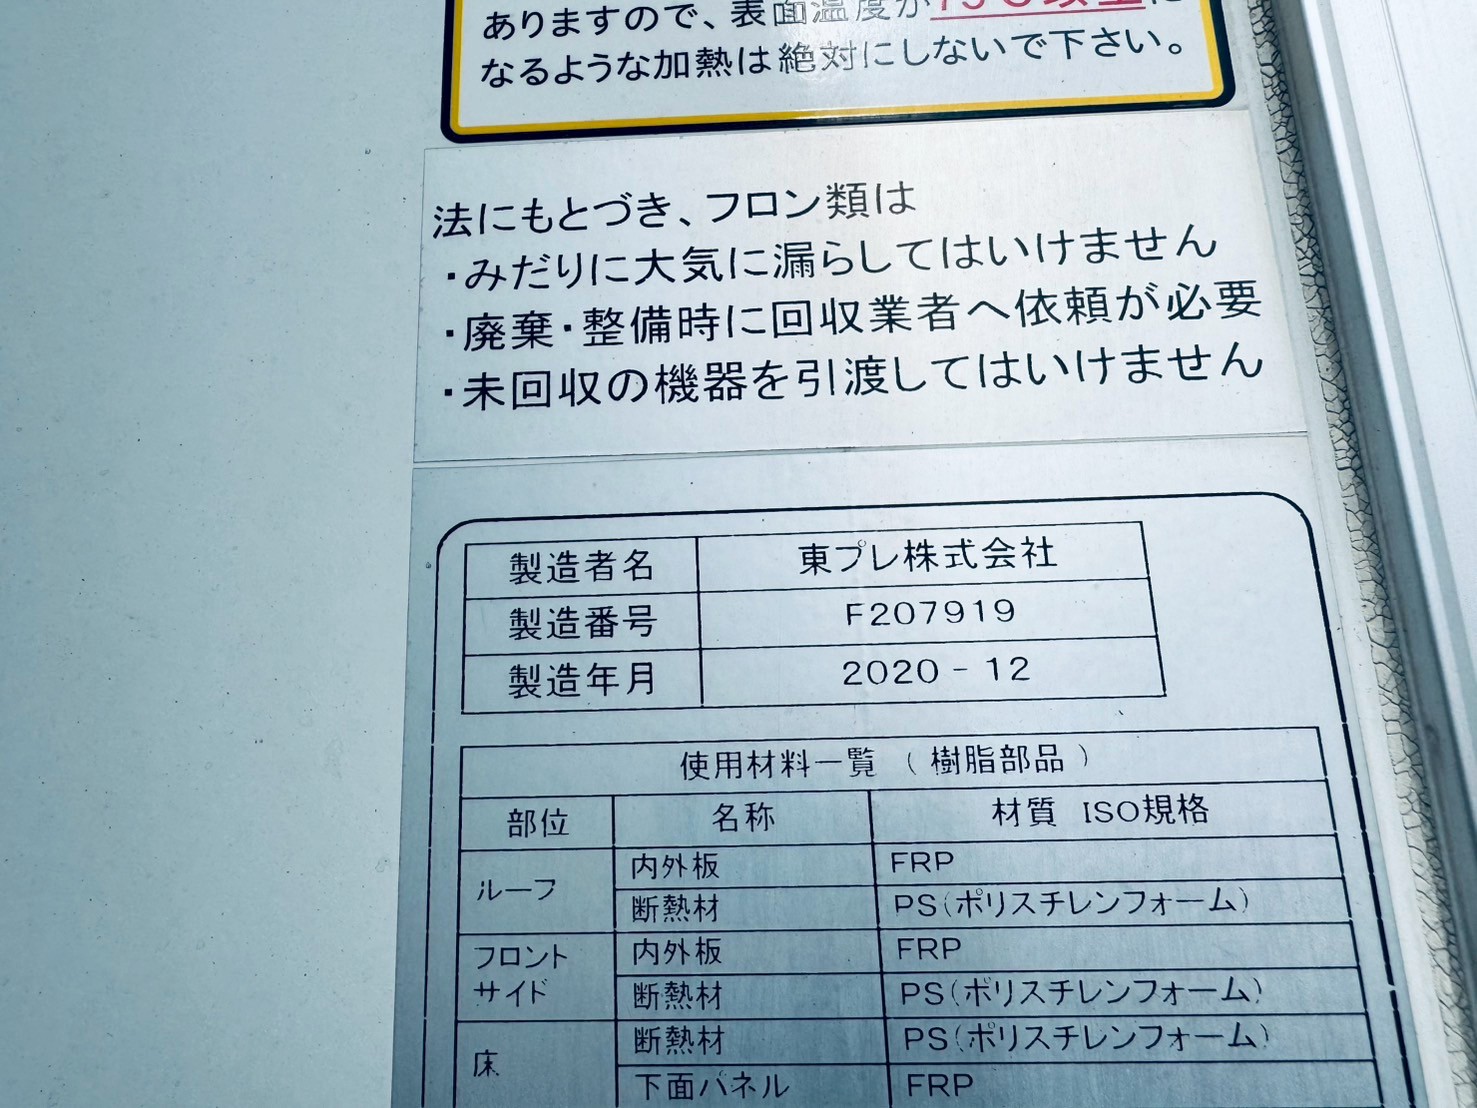 ありますので、表面温度が75℃以上に
なるような加熱は絶対にしないで下さい。
法にもとづき、フロン類は
・みだりに大気に漏らしてはいけません
・廃棄・整備時に回収業者へ依頼が必要
・未回収の機器を引渡してはいけません
製造者名 東プレ株式会社
製造番号 F207919
製造年月 2020-12
使用材料一覧 (樹脂部品)
部位 名称 材質 ISO規格
ルーフ 内外板 FRP
断熱材 PS(ポリスチレンフォーム)
フロント
サイド
内外板 FRP
断熱材 PS(ポリスチレンフォーム)
床 断熱材 PS(ポリスチレンフォーム)
下面パネル FRP